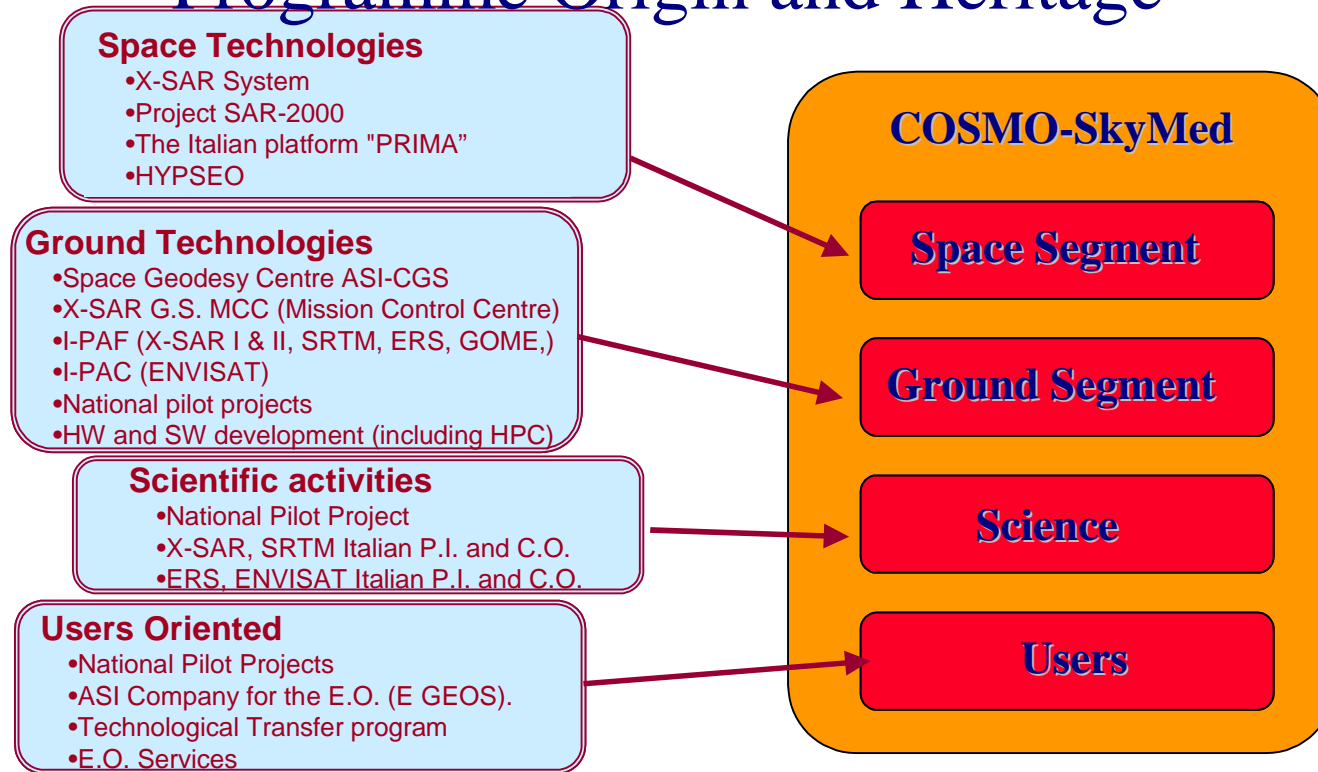 Programme Origin and Heritage
Space Technologies
•X-SAR System
•Project SAR-2000
•The Italian platform "PRIMA”
•HYPSEO
Ground Technologies
•Space Geodesy Centre ASI-CGS
•X-SAR G.S. MCC (Mission Control Centre)
•I-PAF (X-SAR I & II, SRTM, ERS, GOME,)
•I-PAC (ENVISAT)
•National pilot projects
•HW and SW development (including HPC)
Scientific activities
•National Pilot Project
•X-SAR, SRTM Italian P.I. and C.O.
•ERS, ENVISAT Italian P.I. and C.O.
Users Oriented
•National Pilot Projects
•ASI Company for the E.O. (E GEOS).
•Technological Transfer program
•E.O. Services
COSMO-SkyMed
Space Segment
Ground Segment
Science
Users